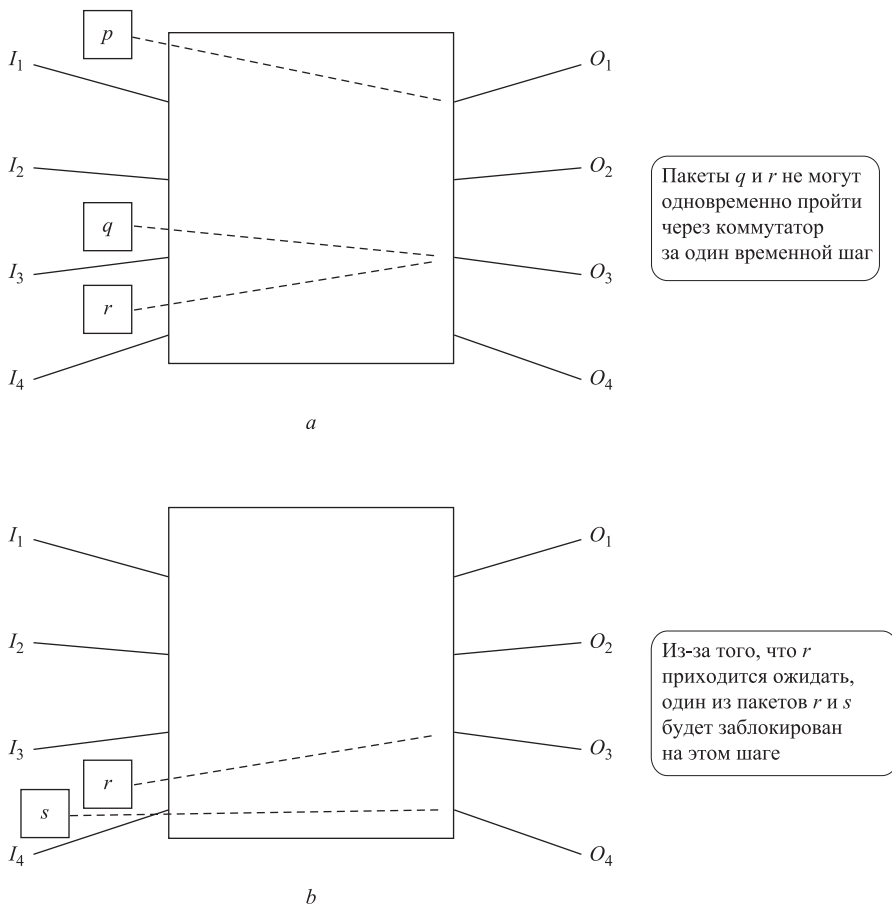 p
I1
O1
I2
O2
q
I3
O3
r
I4
O4
Пакеты q и r не могут
одновременно пройти
через коммутатор
за один временной шаг
a
I1
O1
I2
O2
I3
O3
r
s
I4
O4
Из-за того, что r
приходится ожидать,
один из пакетов r и s
будет заблокирован
на этом шаге
b